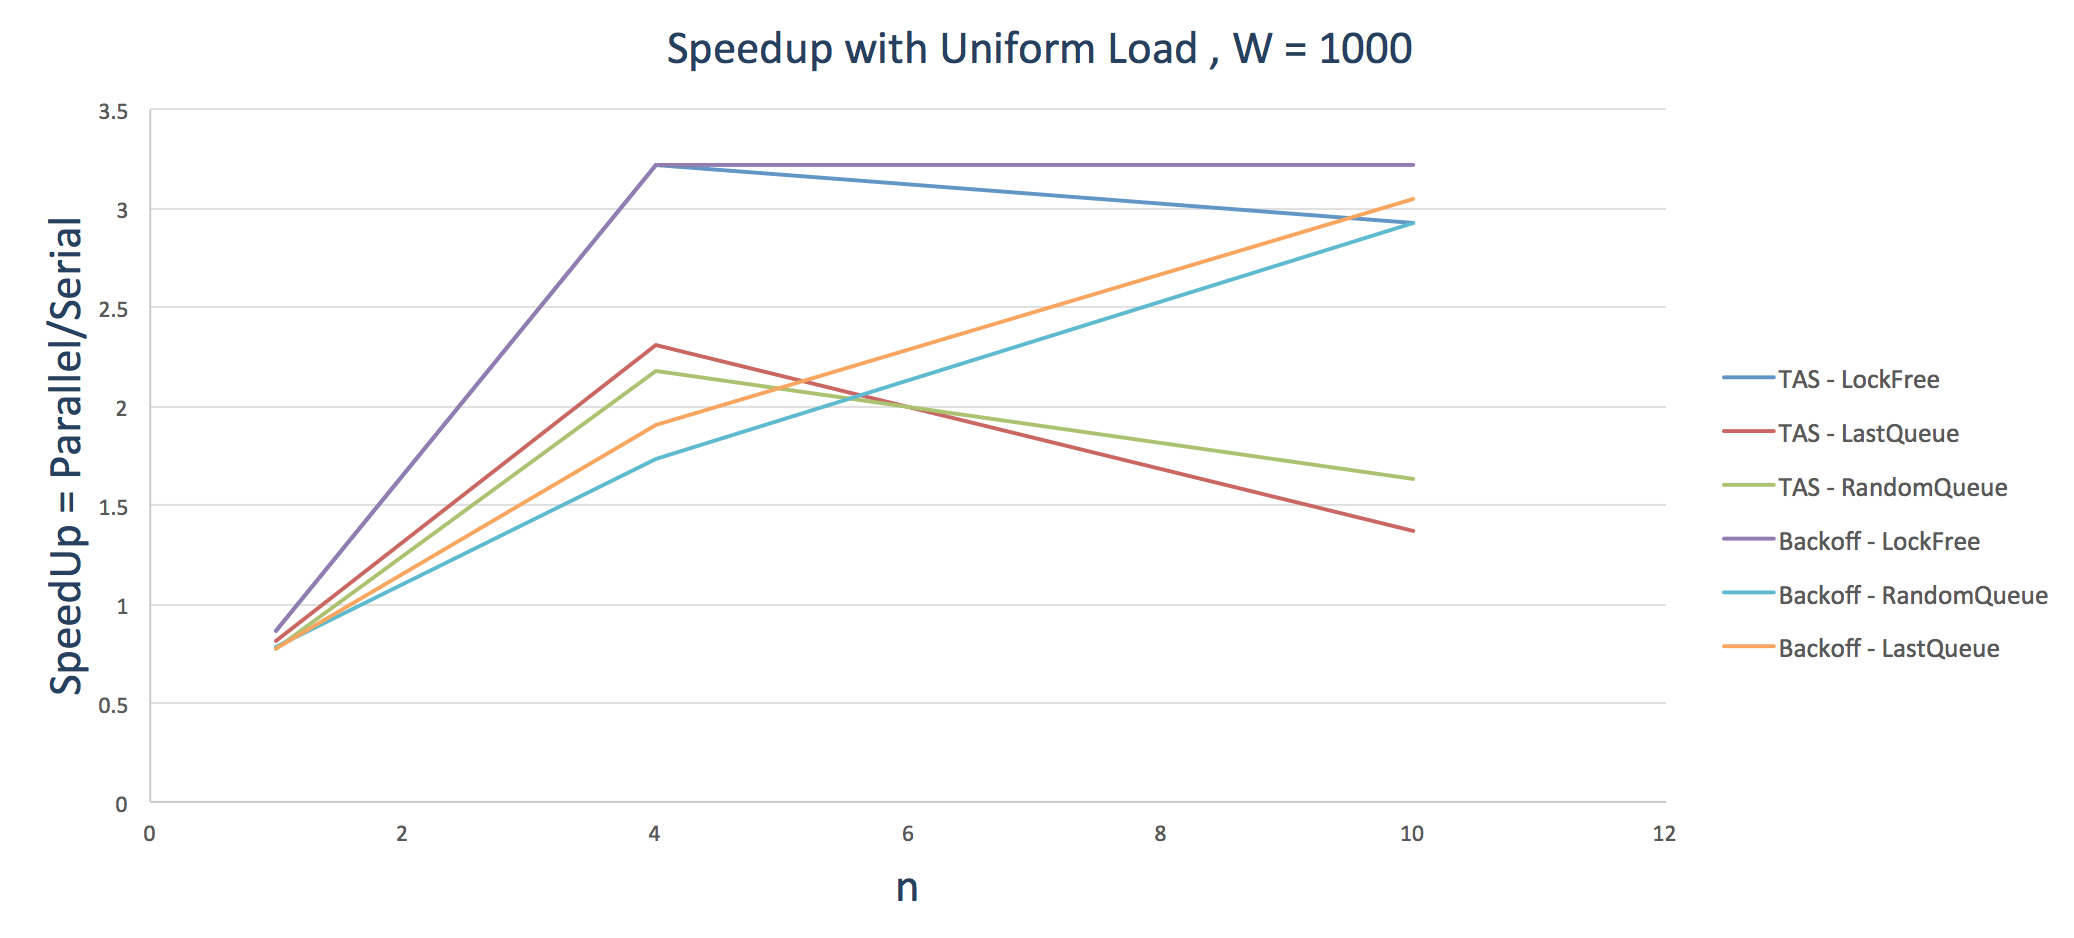 Speedup with Uniform Load , W = 1000
SpeedUp = Parallel/Serial
3.5
3
2.5
2
1.5
1
0.5
0
0 2 4 6 8 10 12
n
TAS - LockFree
TAS - LastQueue
TAS - RandomQueue
Backoff - LockFree
Backoff - RandomQueue
Backoff - LastQueue